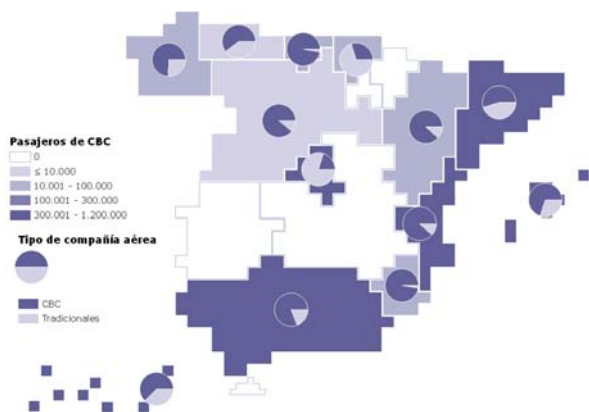 Pasajeros de CBC
0
≤ 10.000
10.001 - 100.000
100.001 - 300.000
300.001 - 1.200.000
Tipo de compañía aérea
CBC
Tradicionales